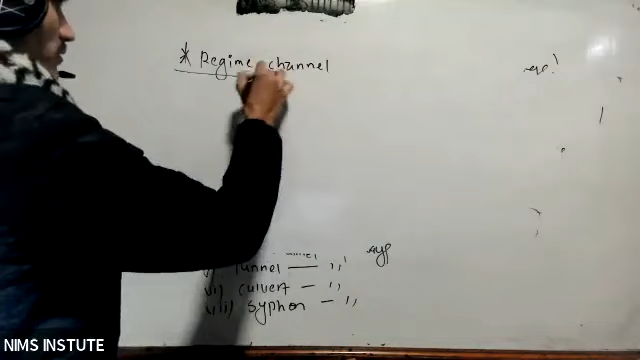 * Regime channel
Tunnel — ,,
vii) culvert — ,,
viii) syphon — ,,
NIMS INSTUTE